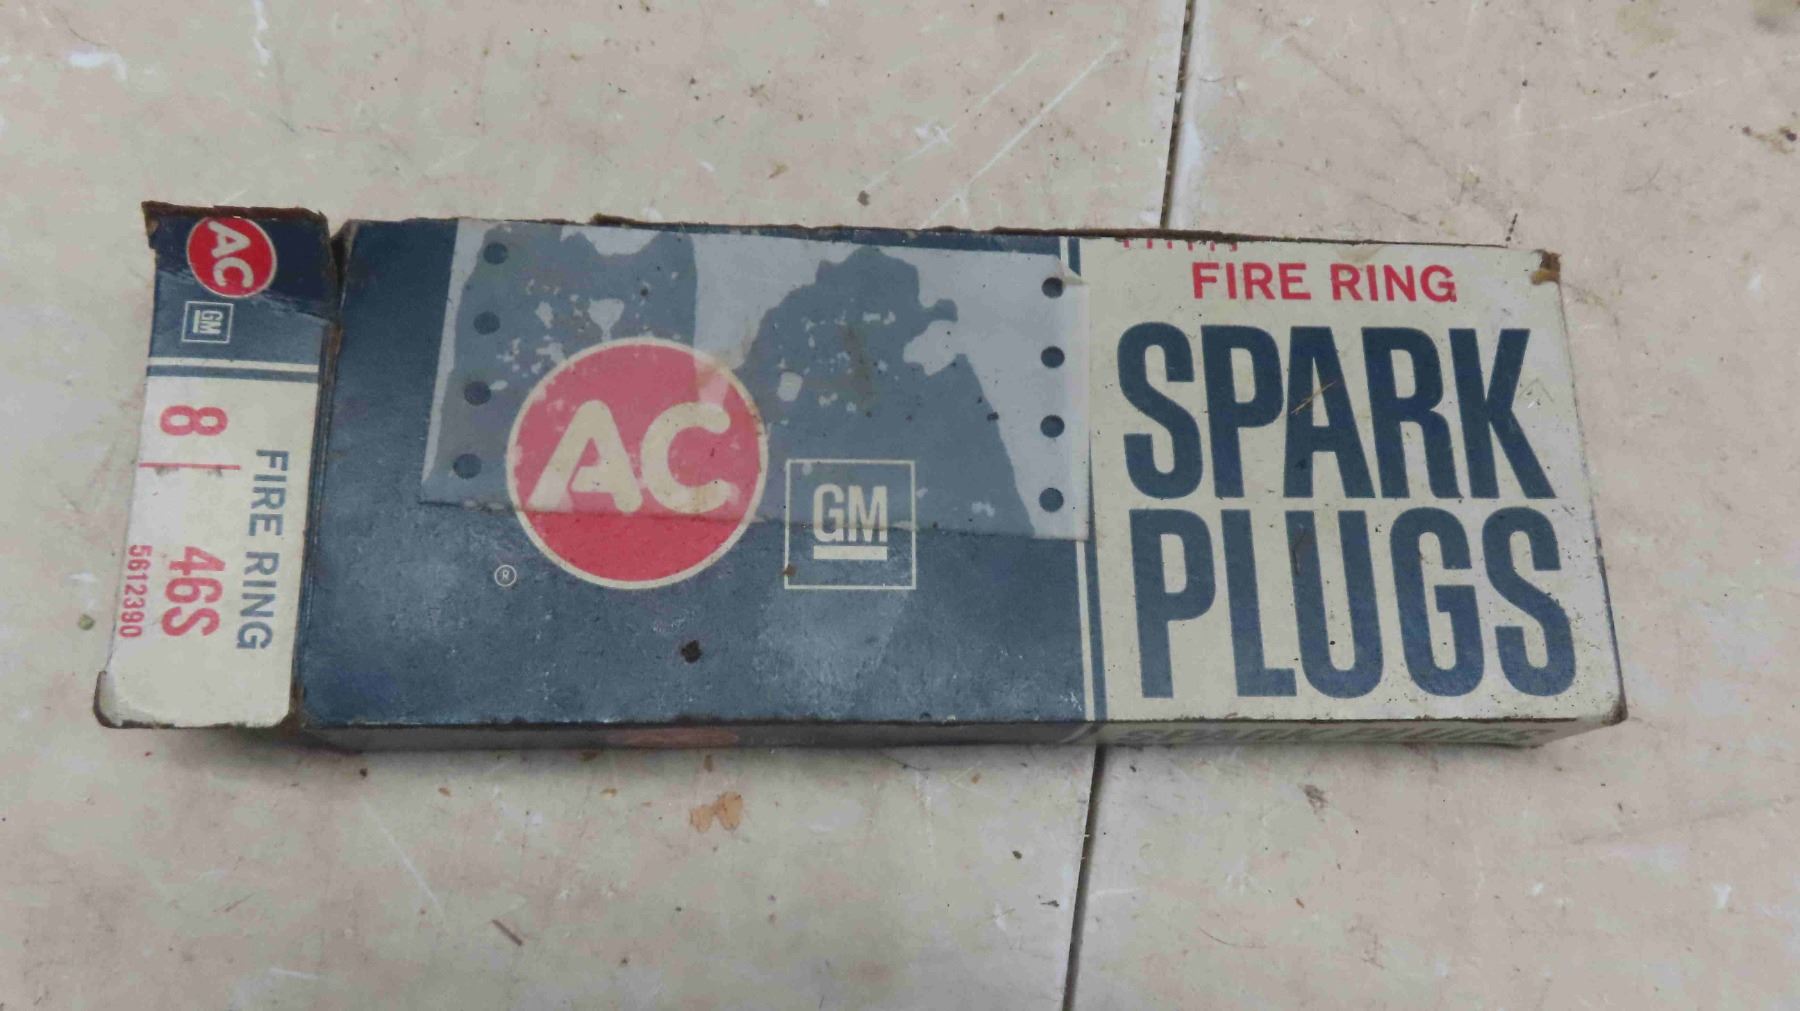 AC
GM
8
46S
5612390
FIRE RING
AC
®
GM
FIRE RING
SPARK
PLUGS